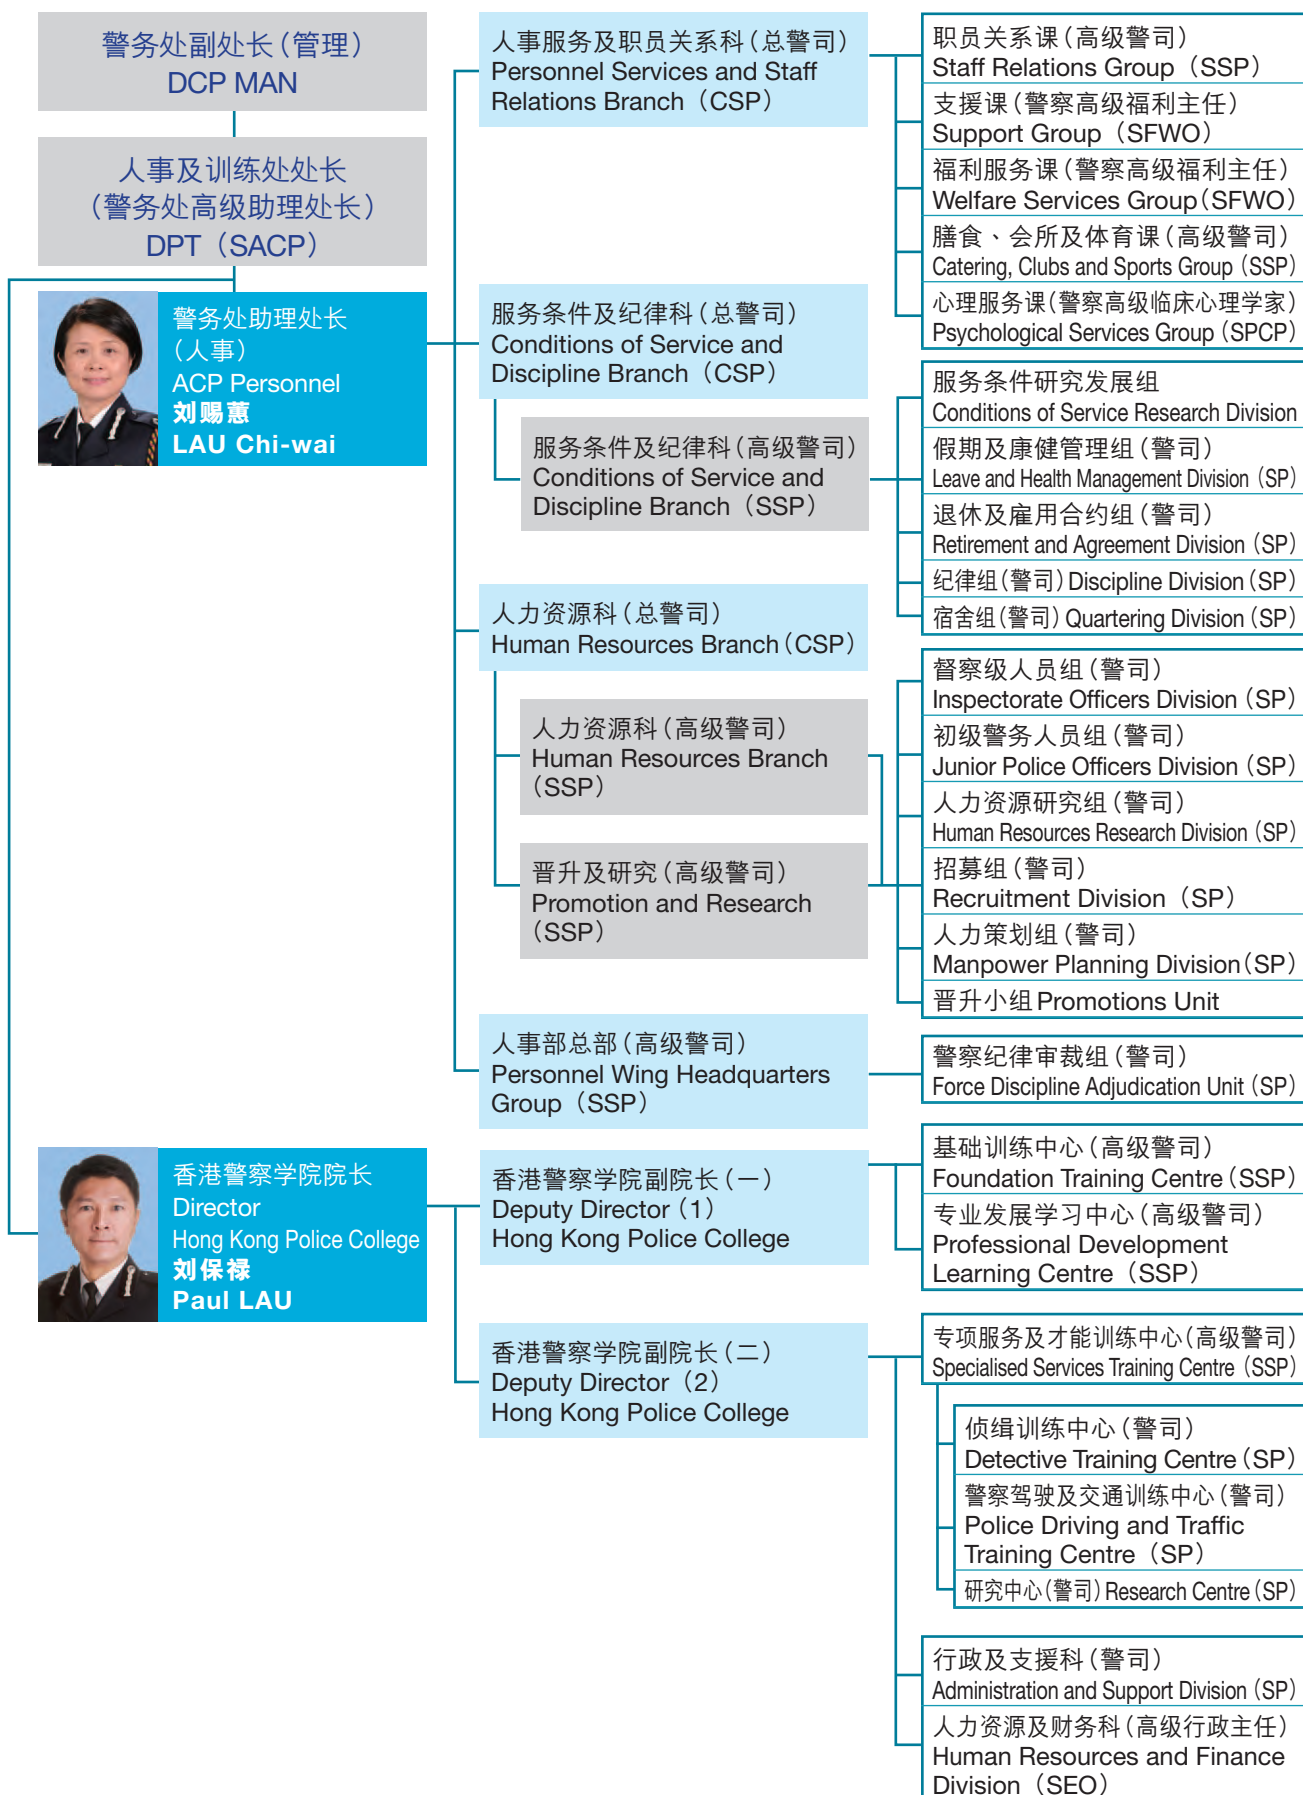 警务处副处长(管理)
DCP MAN
人事及训练处处长
(警务处高级助理处长)
DPT (SACP)
警务处助理处长
(人事)
ACP Personnel
刘赐蕙
LAU Chi-wai
人事服务及职员关系科(总警司)
Personnel Services and Staff
Relations Branch (CSP)
职员关系课(高级警司)
Staff Relations Group (SSP)
支援课(警察高级福利主任)
Support Group (SFWO)
福利服务课(警察高级福利主任)
Welfare Services Group (SFWO)
膳食、会所及体育课(高级警司)
Catering, Clubs and Sports Group (SSP)
心理服务课(警察高级临床心理学家)
Psychological Services Group (SPCP)
服务条件及纪律科(总警司)
Conditions of Service and
Discipline Branch (CSP)
服务条件及纪律科(高级警司)
Conditions of Service and
Discipline Branch (SSP)
服务条件研究发展组
Conditions of Service Research Division
假期及康健管理组(警司)
Leave and Health Management Division (SP)
退休及雇用合约组(警司)
Retirement and Agreement Division (SP)
纪律组(警司) Discipline Division (SP)
宿舍组(警司) Quartering Division (SP)
人力资源科(总警司)
Human Resources Branch (CSP)
人力资源科(高级警司)
Human Resources Branch
(SSP)
晋升及研究(高级警司)
Promotion and Research
(SSP)
督察级人员组(警司)
Inspectorate Officers Division (SP)
初级警务人员组(警司)
Junior Police Officers Division (SP)
人力资源研究组(警司)
Human Resources Research Division (SP)
招募组(警司)
Recruitment Division (SP)
人力策划组(警司)
Manpower Planning Division (SP)
晋升小组 Promotions Unit
人事部总部(高级警司)
Personnel Wing Headquarters
Group (SSP)
警察纪律审裁组(警司)
Force Discipline Adjudication Unit (SP)
香港警察学院院长
Director
Hong Kong Police College
刘保禄
Paul LAU
香港警察学院副院长(一)
Deputy Director (1)
Hong Kong Police College
基础训练中心(高级警司)
Foundation Training Centre (SSP)
专业发展学习中心(高级警司)
Professional Development
Learning Centre (SSP)
香港警察学院副院长(二)
Deputy Director (2)
Hong Kong Police College
专项服务及才能训练中心(高级警司)
Specialised Services Training Centre (SSP)
侦缉训练中心(警司)
Detective Training Centre (SP)
警察驾驶及交通训练中心(警司)
Police Driving and Traffic
Training Centre (SP)
研究中心(警司) Research Centre (SP)
行政及支援科(警司)
Administration and Support Division (SP)
人力资源及财务科(高级行政主任)
Human Resources and Finance
Division (SEO)